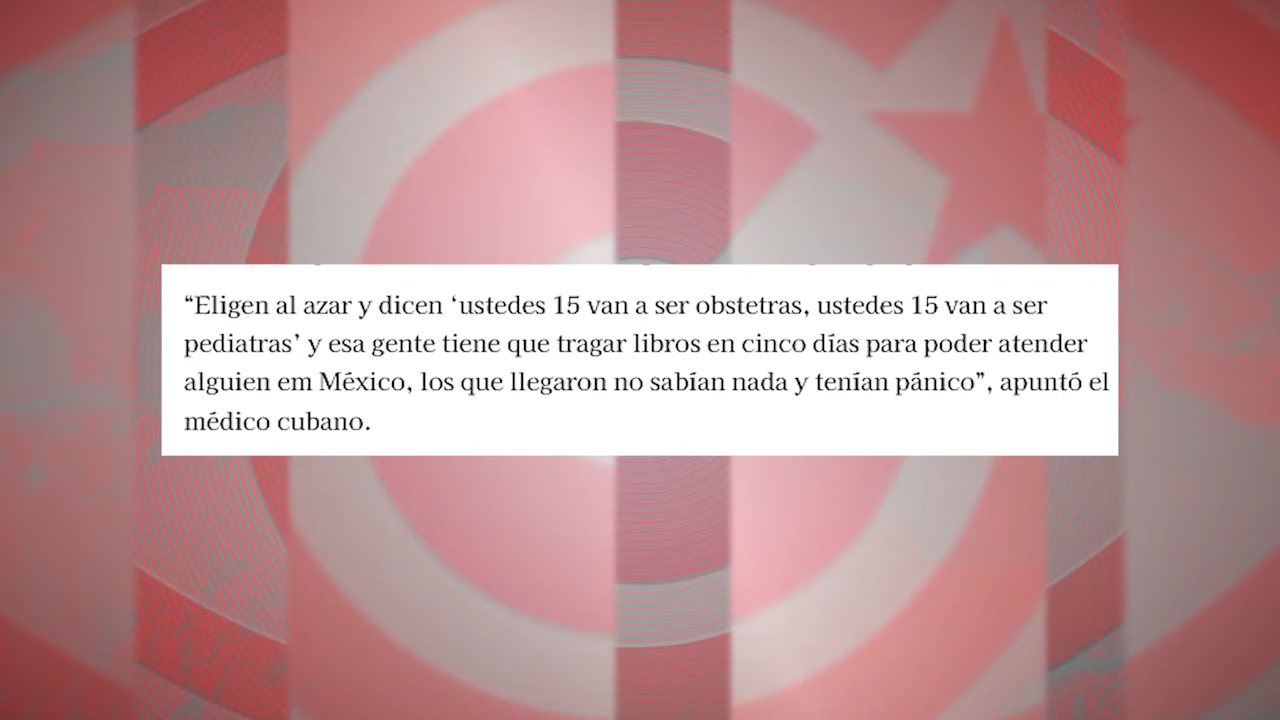 “Eligen al azar y dicen ‘ustedes 15 van a ser obstetras, ustedes 15 van a ser
pediatras’ y esa gente tiene que tragar libros en cinco días para poder atender
alguien em México, los que llegaron no sabían nada y tenían pánico”, apuntó el
médico cubano.